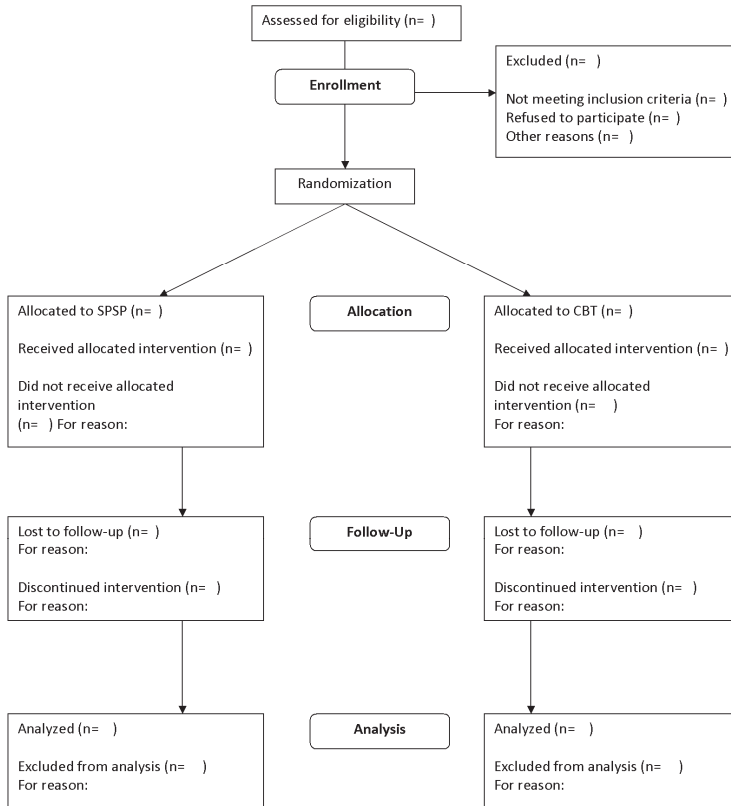 Assessed for eligibility (n=  )
Enrollment
Excluded (n=  )
Not meeting inclusion criteria (n=  )
Refused to participate (n=  )
Other reasons (n=  )
Randomization
Allocation
Allocated to SPSP (n=  )
Received allocated intervention (n=  )
Did not receive allocated
intervention
(n=  ) For reason:
Allocated to CBT (n=  )
Received allocated intervention (n=  )
Did not receive allocated
intervention (n=   )
For reason:
Follow-Up
Lost to follow-up (n=  )
For reason:
Discontinued intervention (n=  )
For reason:
Lost to follow-up (n=   )
For reason:
Discontinued intervention (n=   )
For reason:
Analysis
Analyzed (n=   )
Excluded from analysis (n=   )
For reason:
Analyzed (n=   )
Excluded from analysis (n=   )
For reason: